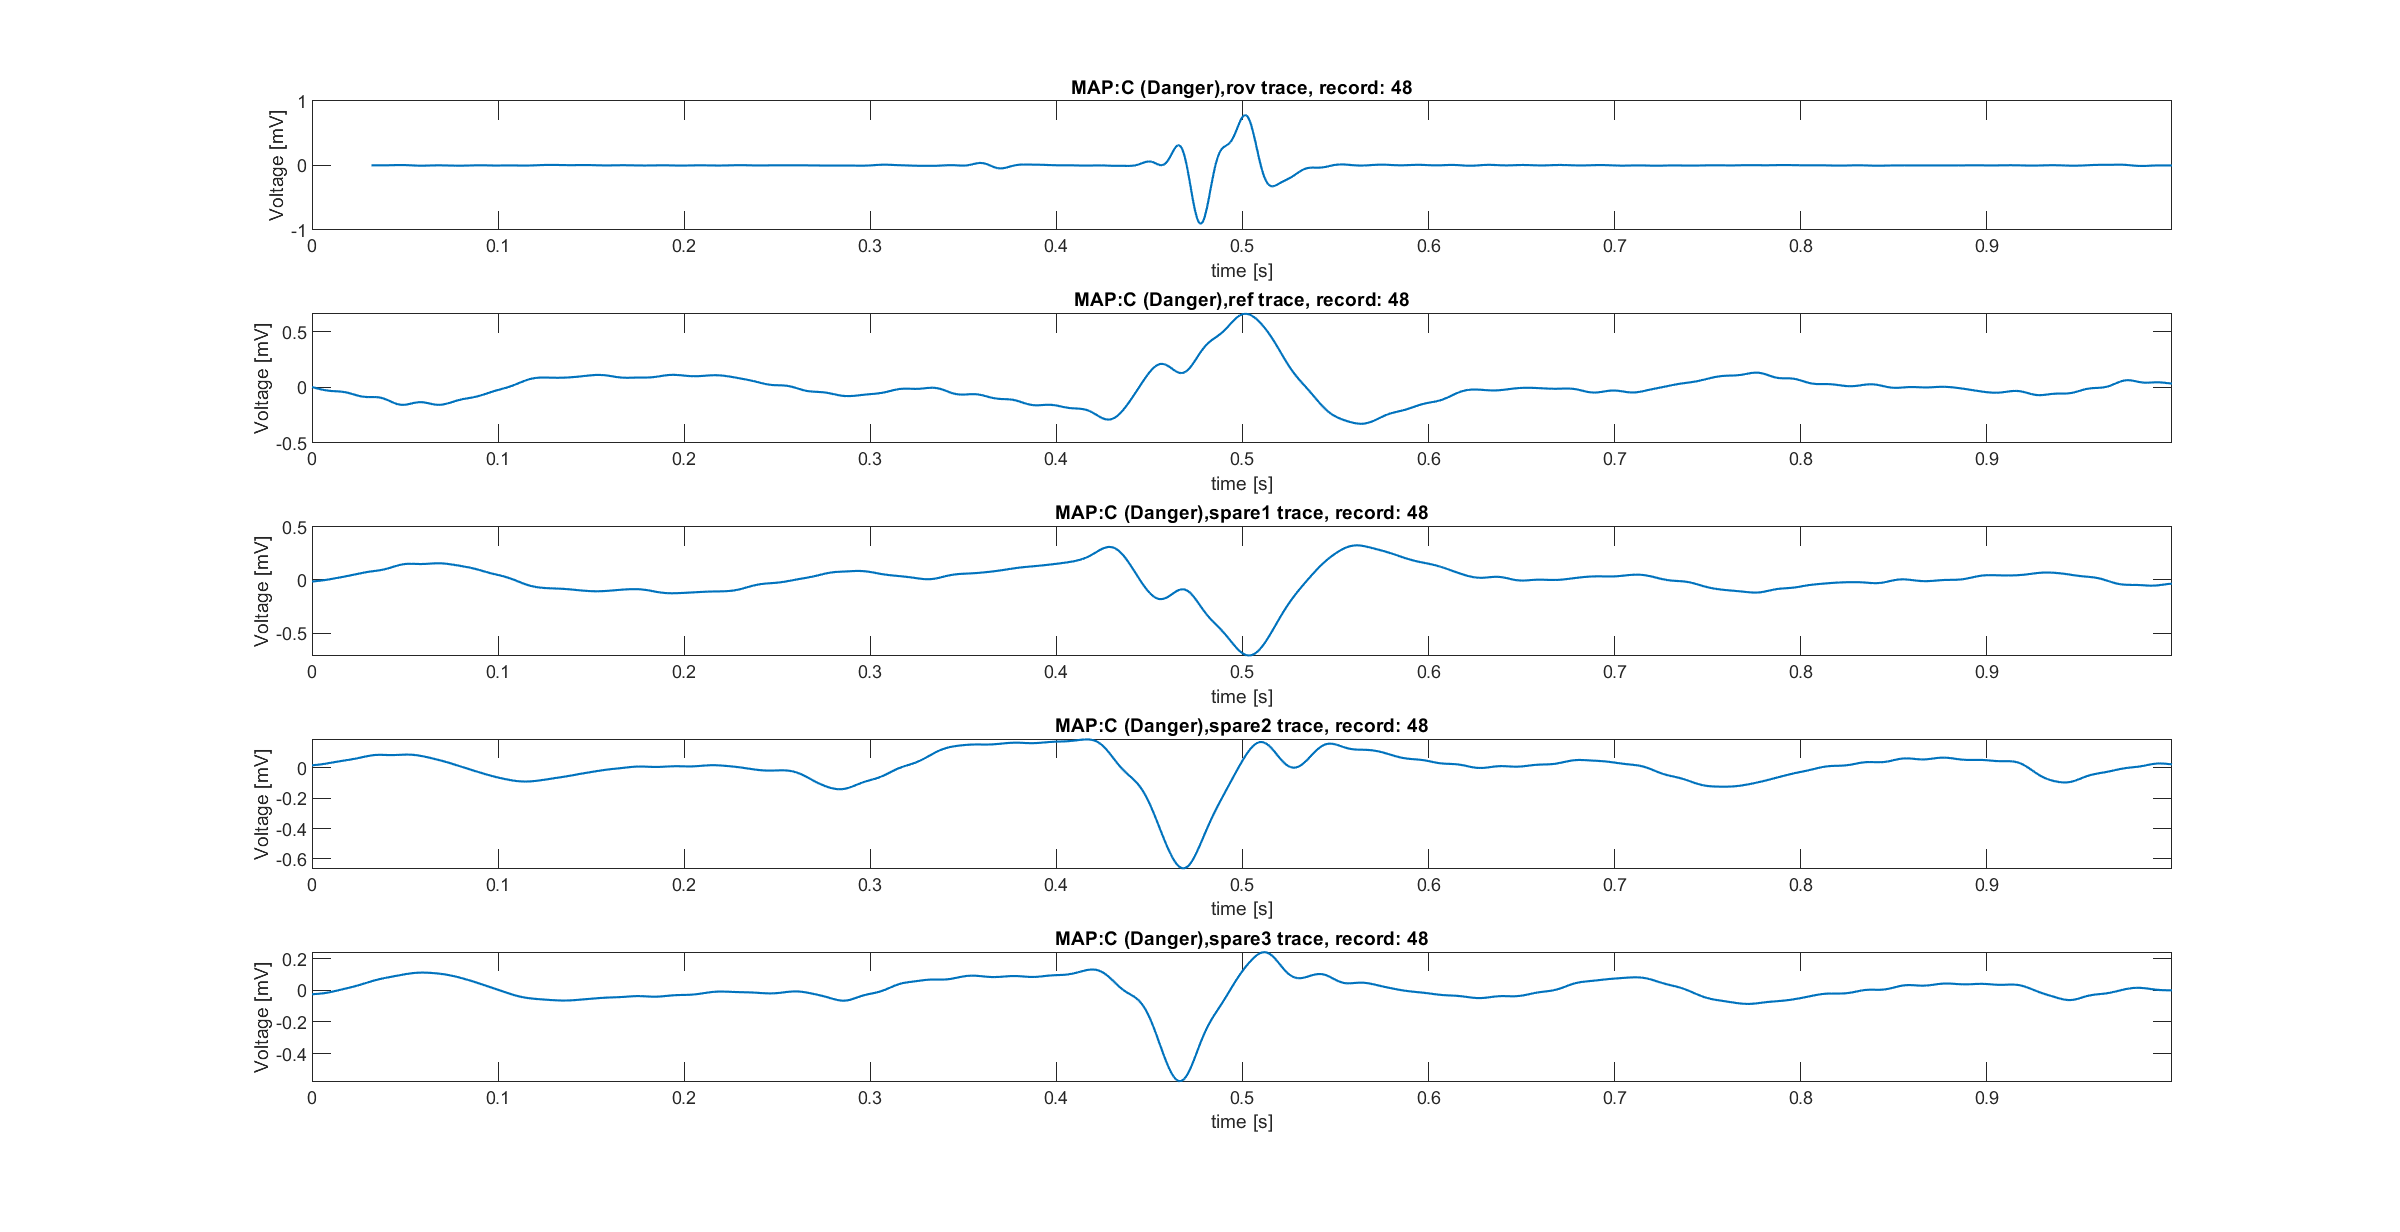 MAP:C (Danger),rov trace, record: 48
Voltage [mV]
1
0
-1
0 0.1 0.2 0.3 0.4 0.5 0.6 0.7 0.8 0.9
time [s]
MAP:C (Danger),ref trace, record: 48
Voltage [mV]
0.5
0
-0.5
0 0.1 0.2 0.3 0.4 0.5 0.6 0.7 0.8 0.9
time [s]
MAP:C (Danger),spare1 trace, record: 48
Voltage [mV]
0.5
0
-0.5
0 0.1 0.2 0.3 0.4 0.5 0.6 0.7 0.8 0.9
time [s]
MAP:C (Danger),spare2 trace, record: 48
Voltage [mV]
0
-0.2
-0.4
-0.6
0 0.1 0.2 0.3 0.4 0.5 0.6 0.7 0.8 0.9
time [s]
MAP:C (Danger),spare3 trace, record: 48
Voltage [mV]
0.2
0
-0.2
-0.4
0 0.1 0.2 0.3 0.4 0.5 0.6 0.7 0.8 0.9
time [s]